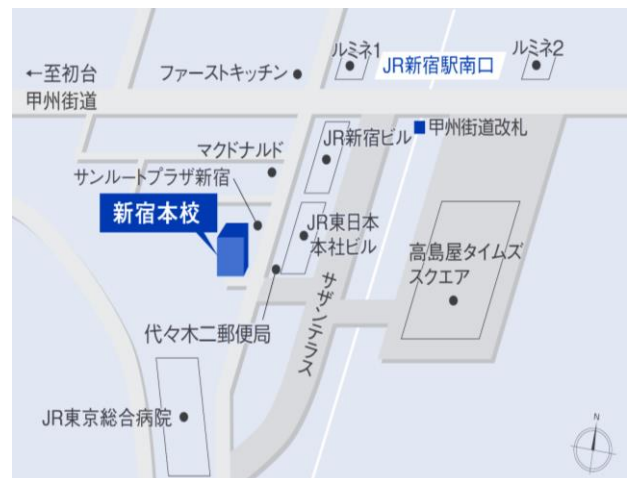 ルミネ1
ルミネ2
JR新宿駅南口
←至初台
ファーストキッチン
甲州街道
甲州街道改札
JR新宿ビル
マクドナルド
サンルートプラザ新宿
新宿本校
JR東日本
本社ビル
高島屋タイムズ
スクエア
サザンテラス
代々木二郵便局
JR東京総合病院
N